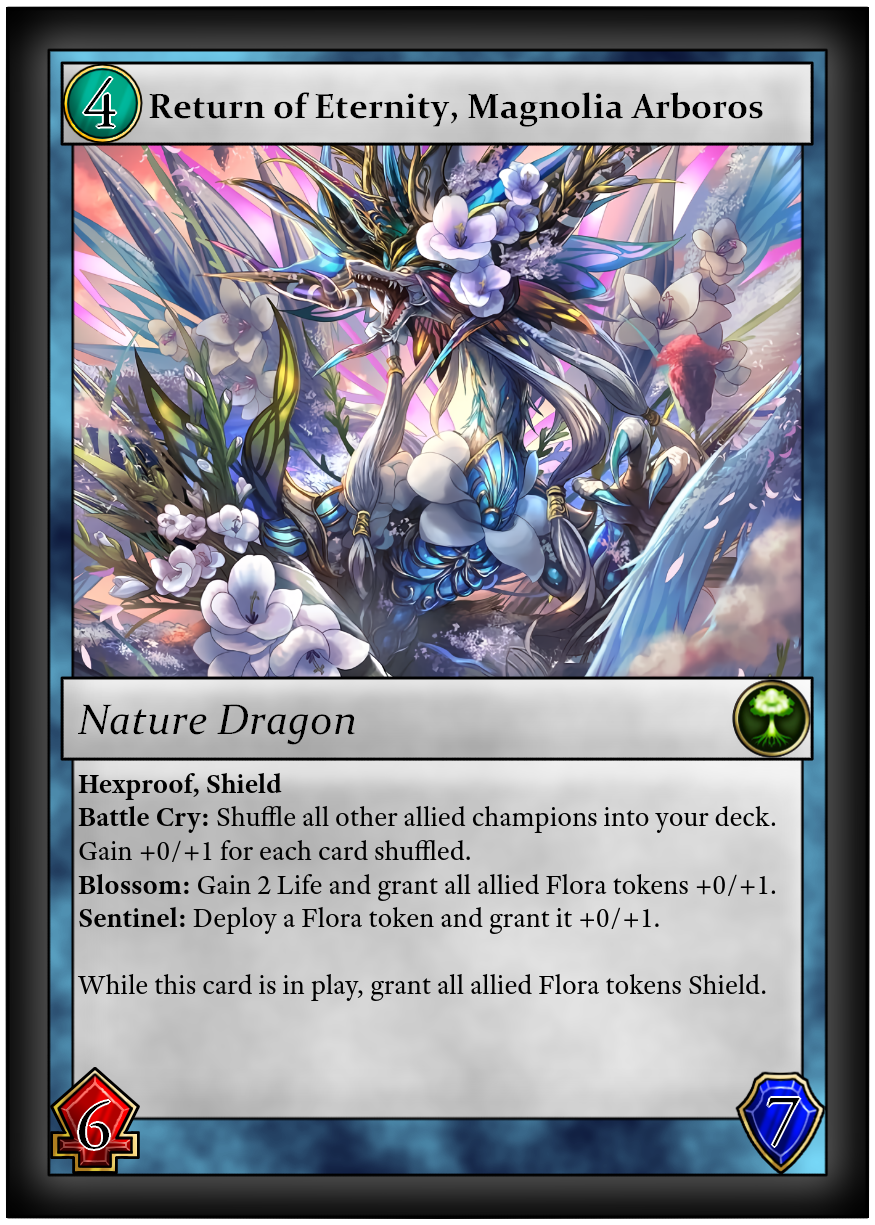 4 Return of Eternity, Magnolia Arboros
Nature Dragon
Hexproof, Shield
Battle Cry: Shuffle all other allied champions into your deck.
Gain +0/+1 for each card shuffled.
Blossom: Gain 2 Life and grant all allied Flora tokens +0/+1.
Sentinel: Deploy a Flora token and grant it +0/+1.
While this card is in play, grant all allied Flora tokens Shield.
6 7